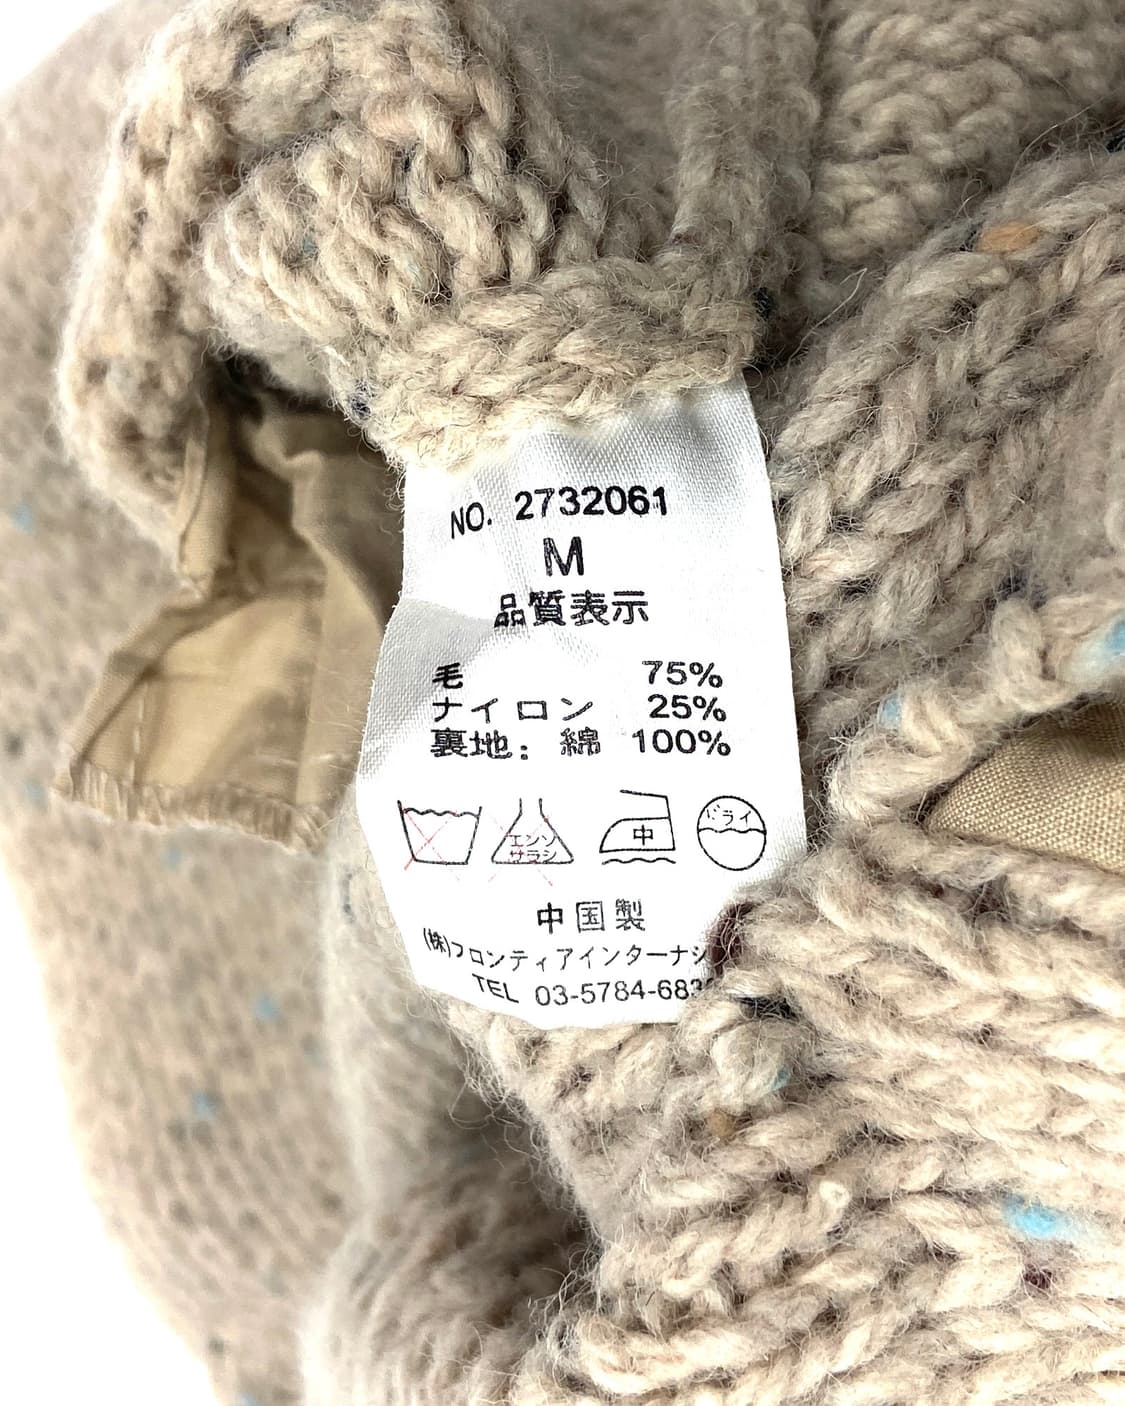 NO. 2732061
M
品質表示
毛 75%
ナイロン 25%
裏地: 綿 100%
エンソ
サラシ
中
ドライ
中国製
(株)フロンティアインターナシ
TEL 03-5784-683